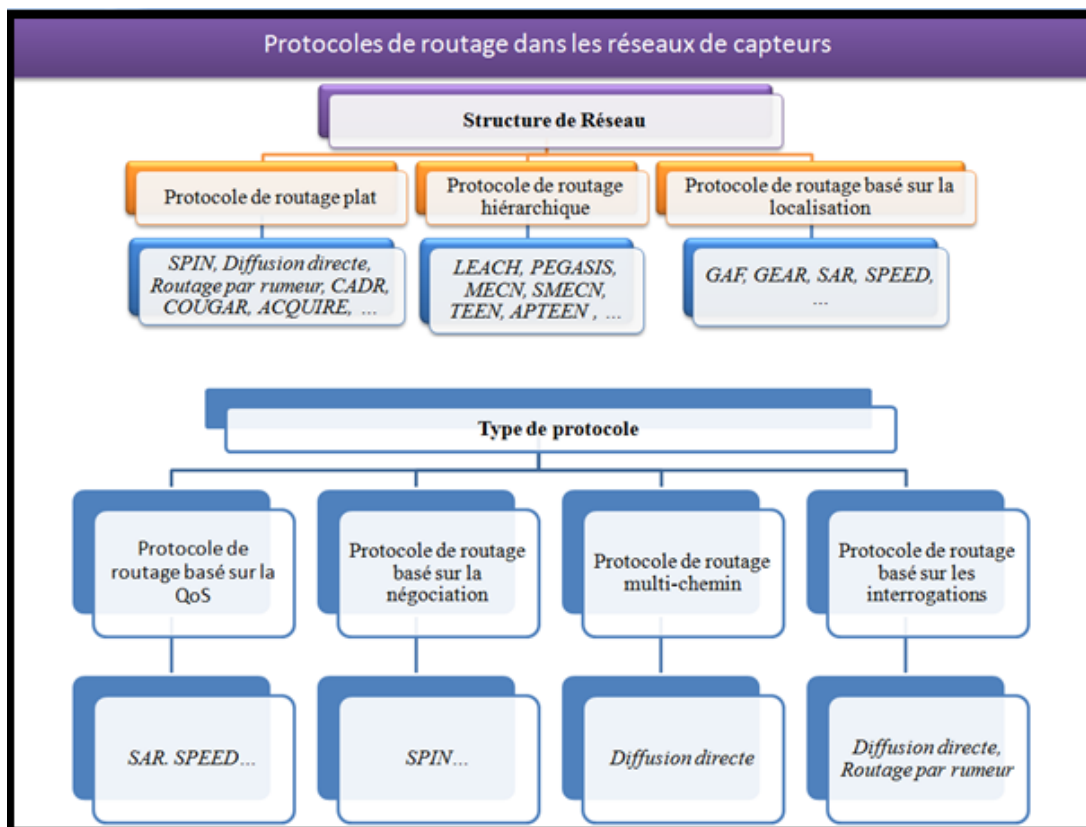 Protocoles de routage dans les réseaux de capteurs
Structure de Réseau
Protocole de routage plat
Protocole de routage
hiérarchique
Protocole de routage basé sur la
localisation
SPIN, Diffusion directe,
Routage par rumeur, CADR,
COUGAR, ACQUIRE, ...
LEACH, PEGASIS,
MECN, SMECN,
TEEN, APTEEN , ...
GAF, GEAR, SAR, SPEED,
...
Type de protocole
Protocole de
routage basé sur la
QoS
Protocole de routage
basé sur la
négociation
Protocole de routage
multi-chemin
Protocole de routage
basé sur les
interrogations
SAR. SPEED...
SPIN...
Diffusion directe
Diffusion directe,
Routage par rumeur